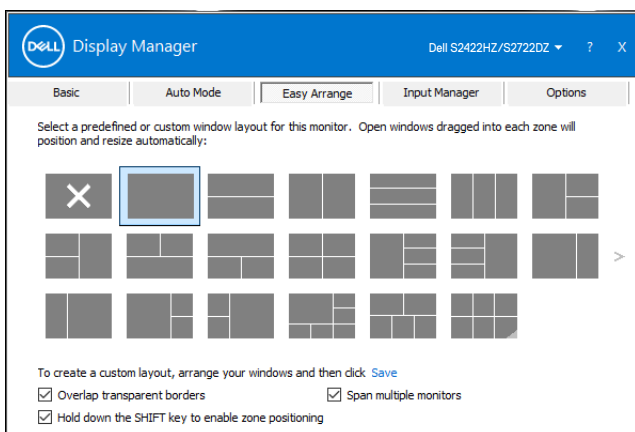 DELL Display Manager Dell S2422HZ/S2722DZ ? X
Basic Auto Mode Easy Arrange Input Manager Options
Select a predefined or custom window layout for this monitor. Open windows dragged into each zone will
position and resize automatically:
>
To create a custom layout, arrange your windows and then click Save
Overlap transparent borders Span multiple monitors
Hold down the SHIFT key to enable zone positioning